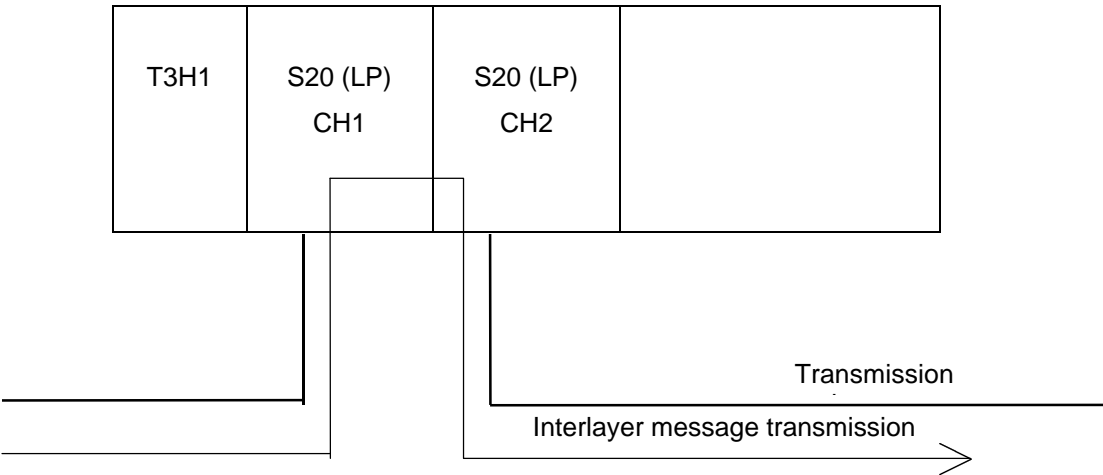 T3H1
S20 (LP)
CH1
S20 (LP)
CH2
Transmission
Interlayer message transmission